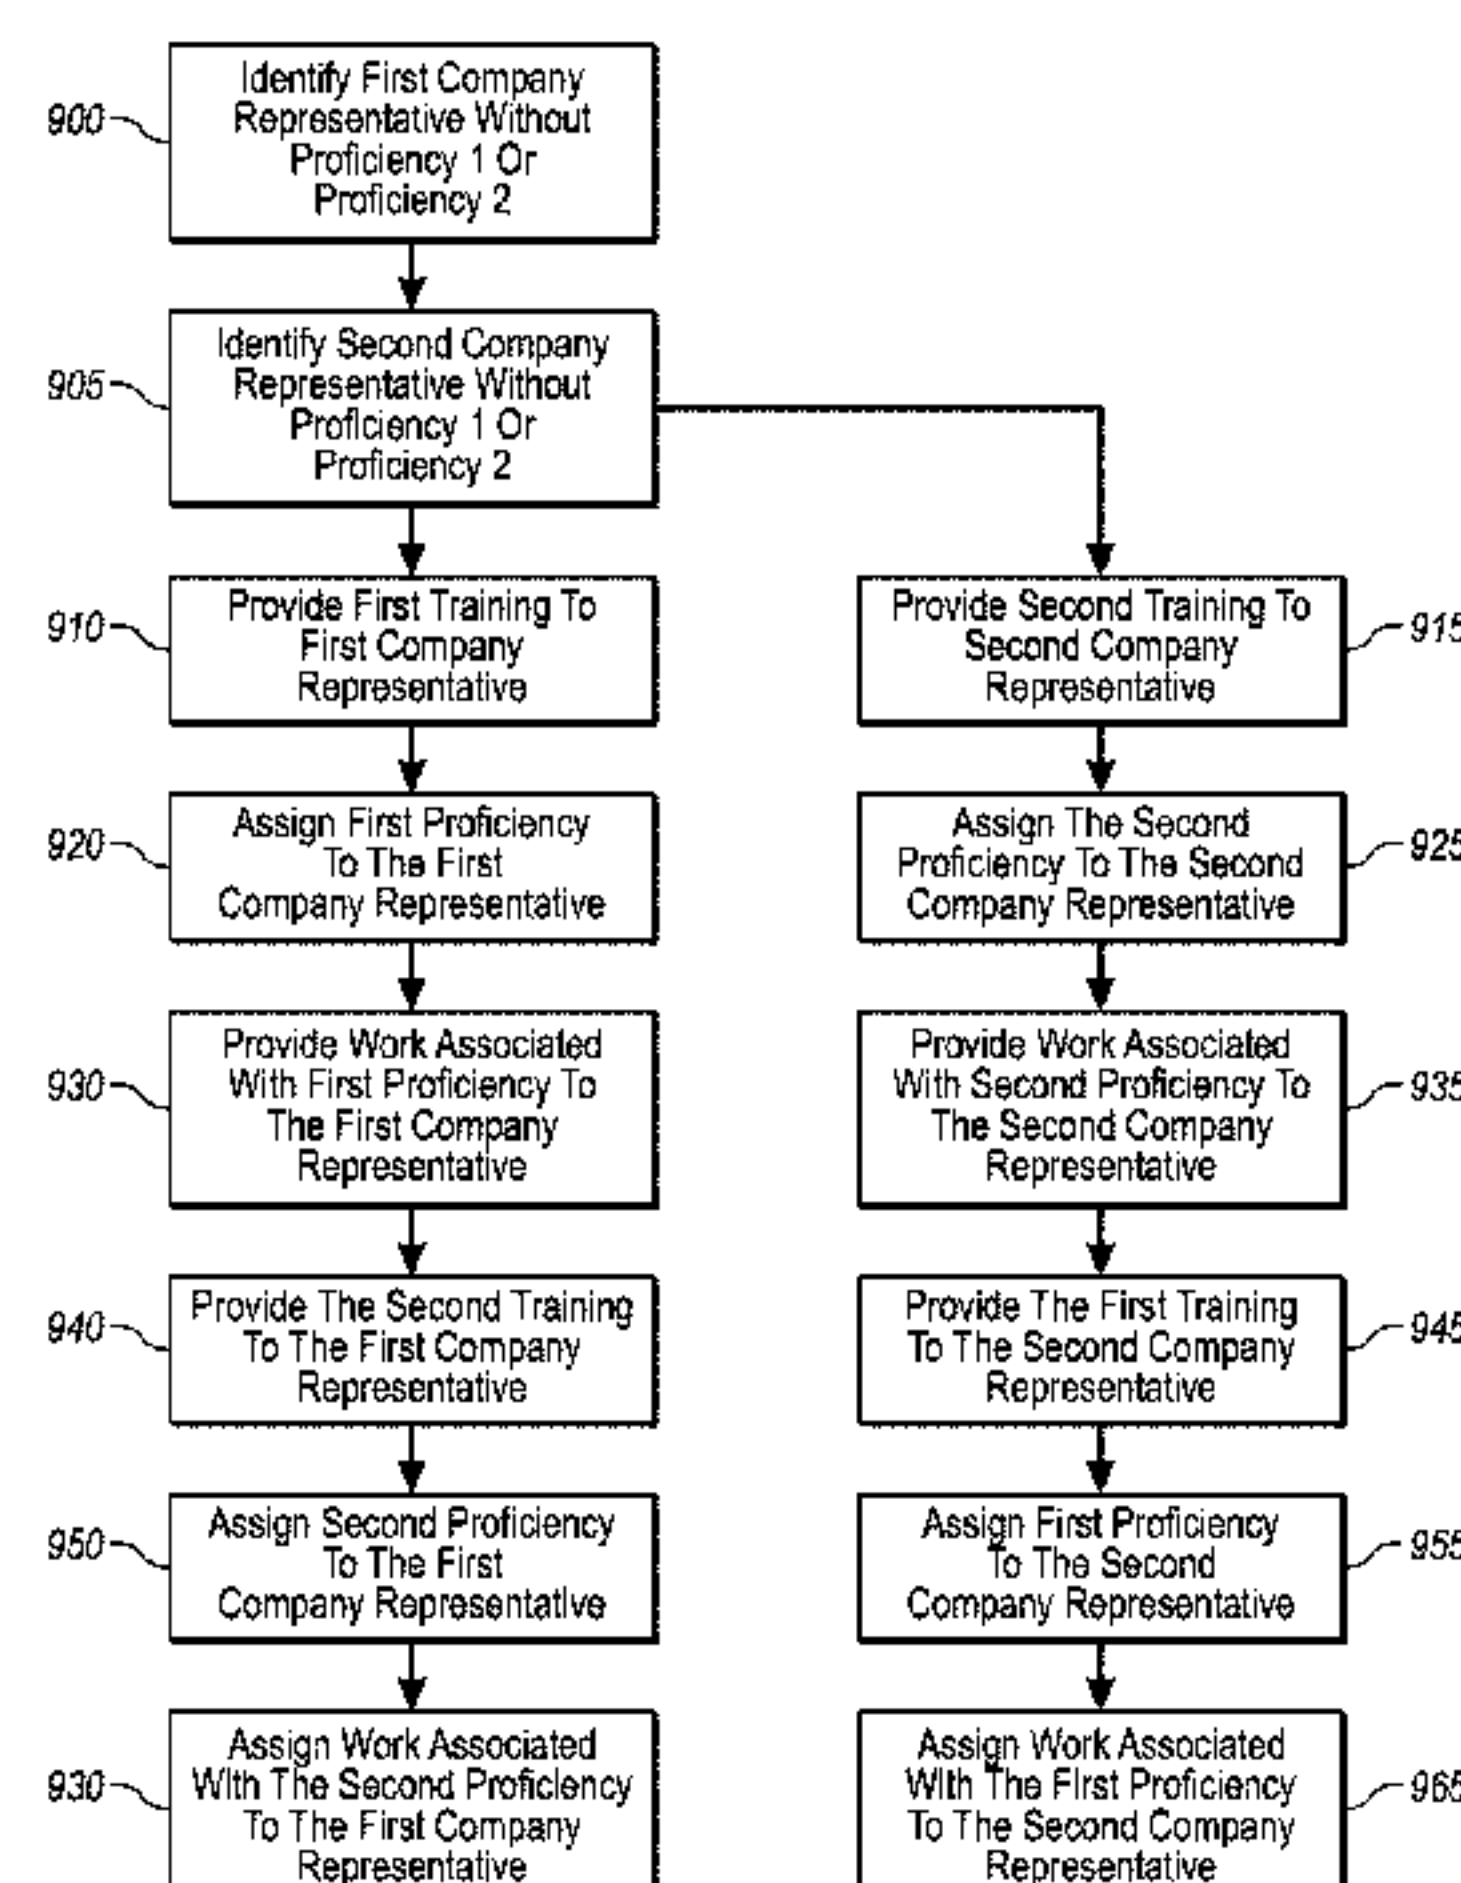 900
Identify First Company
Representative Without
Proficiency 1 Or
Proficiency 2
905
Identify Second Company
Representative Without
Proficiency 1 Or
Proficiency 2
910
Provide First Training To
First Company
Representative
Provide Second Training To
Second Company
Representative
915
920
Assign First Proficiency
To The First
Company Representative
Assign The Second
Proficiency To The Second
Company Representative
925
930
Provide Work Associated
With First Proficiency To
The First Company
Representative
Provide Work Associated
With Second Proficiency To
The Second Company
Representative
935
940
Provide The Second Training
To The First Company
Representative
Provide The First Training
To The Second Company
Representative
945
950
Assign Second Proficiency
To The First
Company Representative
Assign First Proficiency
To The Second
Company Representative
955
930
Assign Work Associated
With The Second Proficiency
To The First Company
Representative
Assign Work Associated
With The First Proficiency
To The Second Company
Representative
965